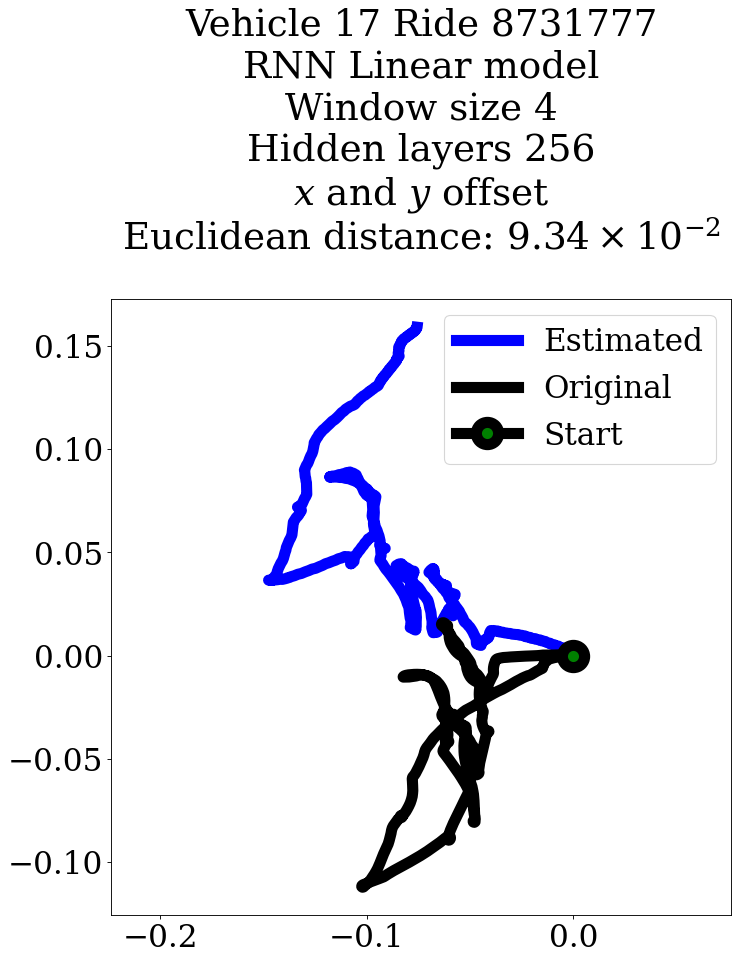 Vehicle 17 Ride 8731777
RNN Linear model
Window size 4
Hidden layers 256
x and y offset
Euclidean distance: 9.34 × 10⁻²
Estimated
Original
Start
0.15
0.10
0.05
0.00
−0.05
−0.10
−0.2 −0.1 0.0